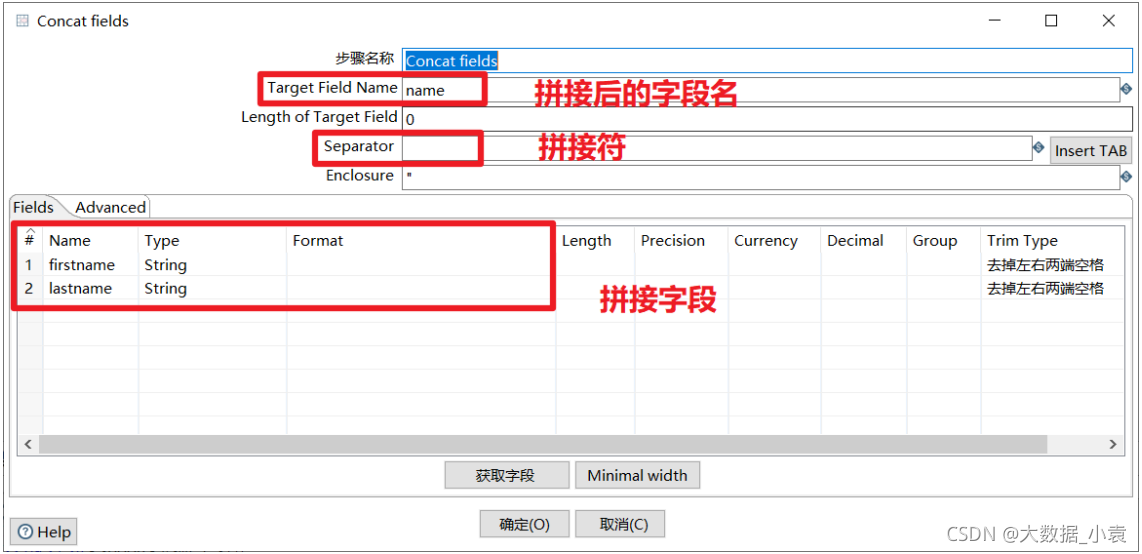 Concat fields
步骤名称 Concat fields
Target Field Name name 拼接后的字段名
Length of Target Field 0
Separator 拼接符 Insert TAB
Enclosure "
Fields Advanced
# Name Type Format Length Precision Currency Decimal Group Trim Type
1 firstname String 去掉左右两端空格
2 lastname String 去掉左右两端空格
拼接字段
获取字段 Minimal width
确定(O) 取消(C)
Help
CSDN @大数据_小袁